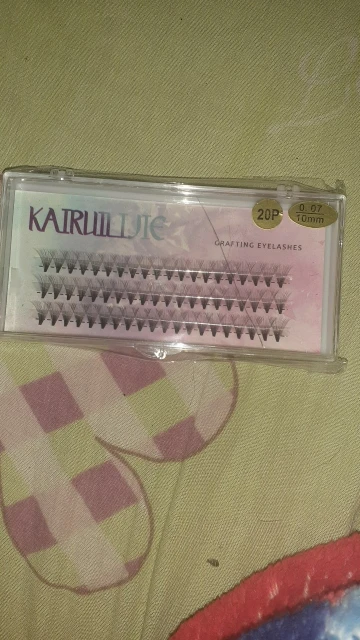 KAIRUILIJIE
20P
0.07
10mm
GRAFTING EYELASHES